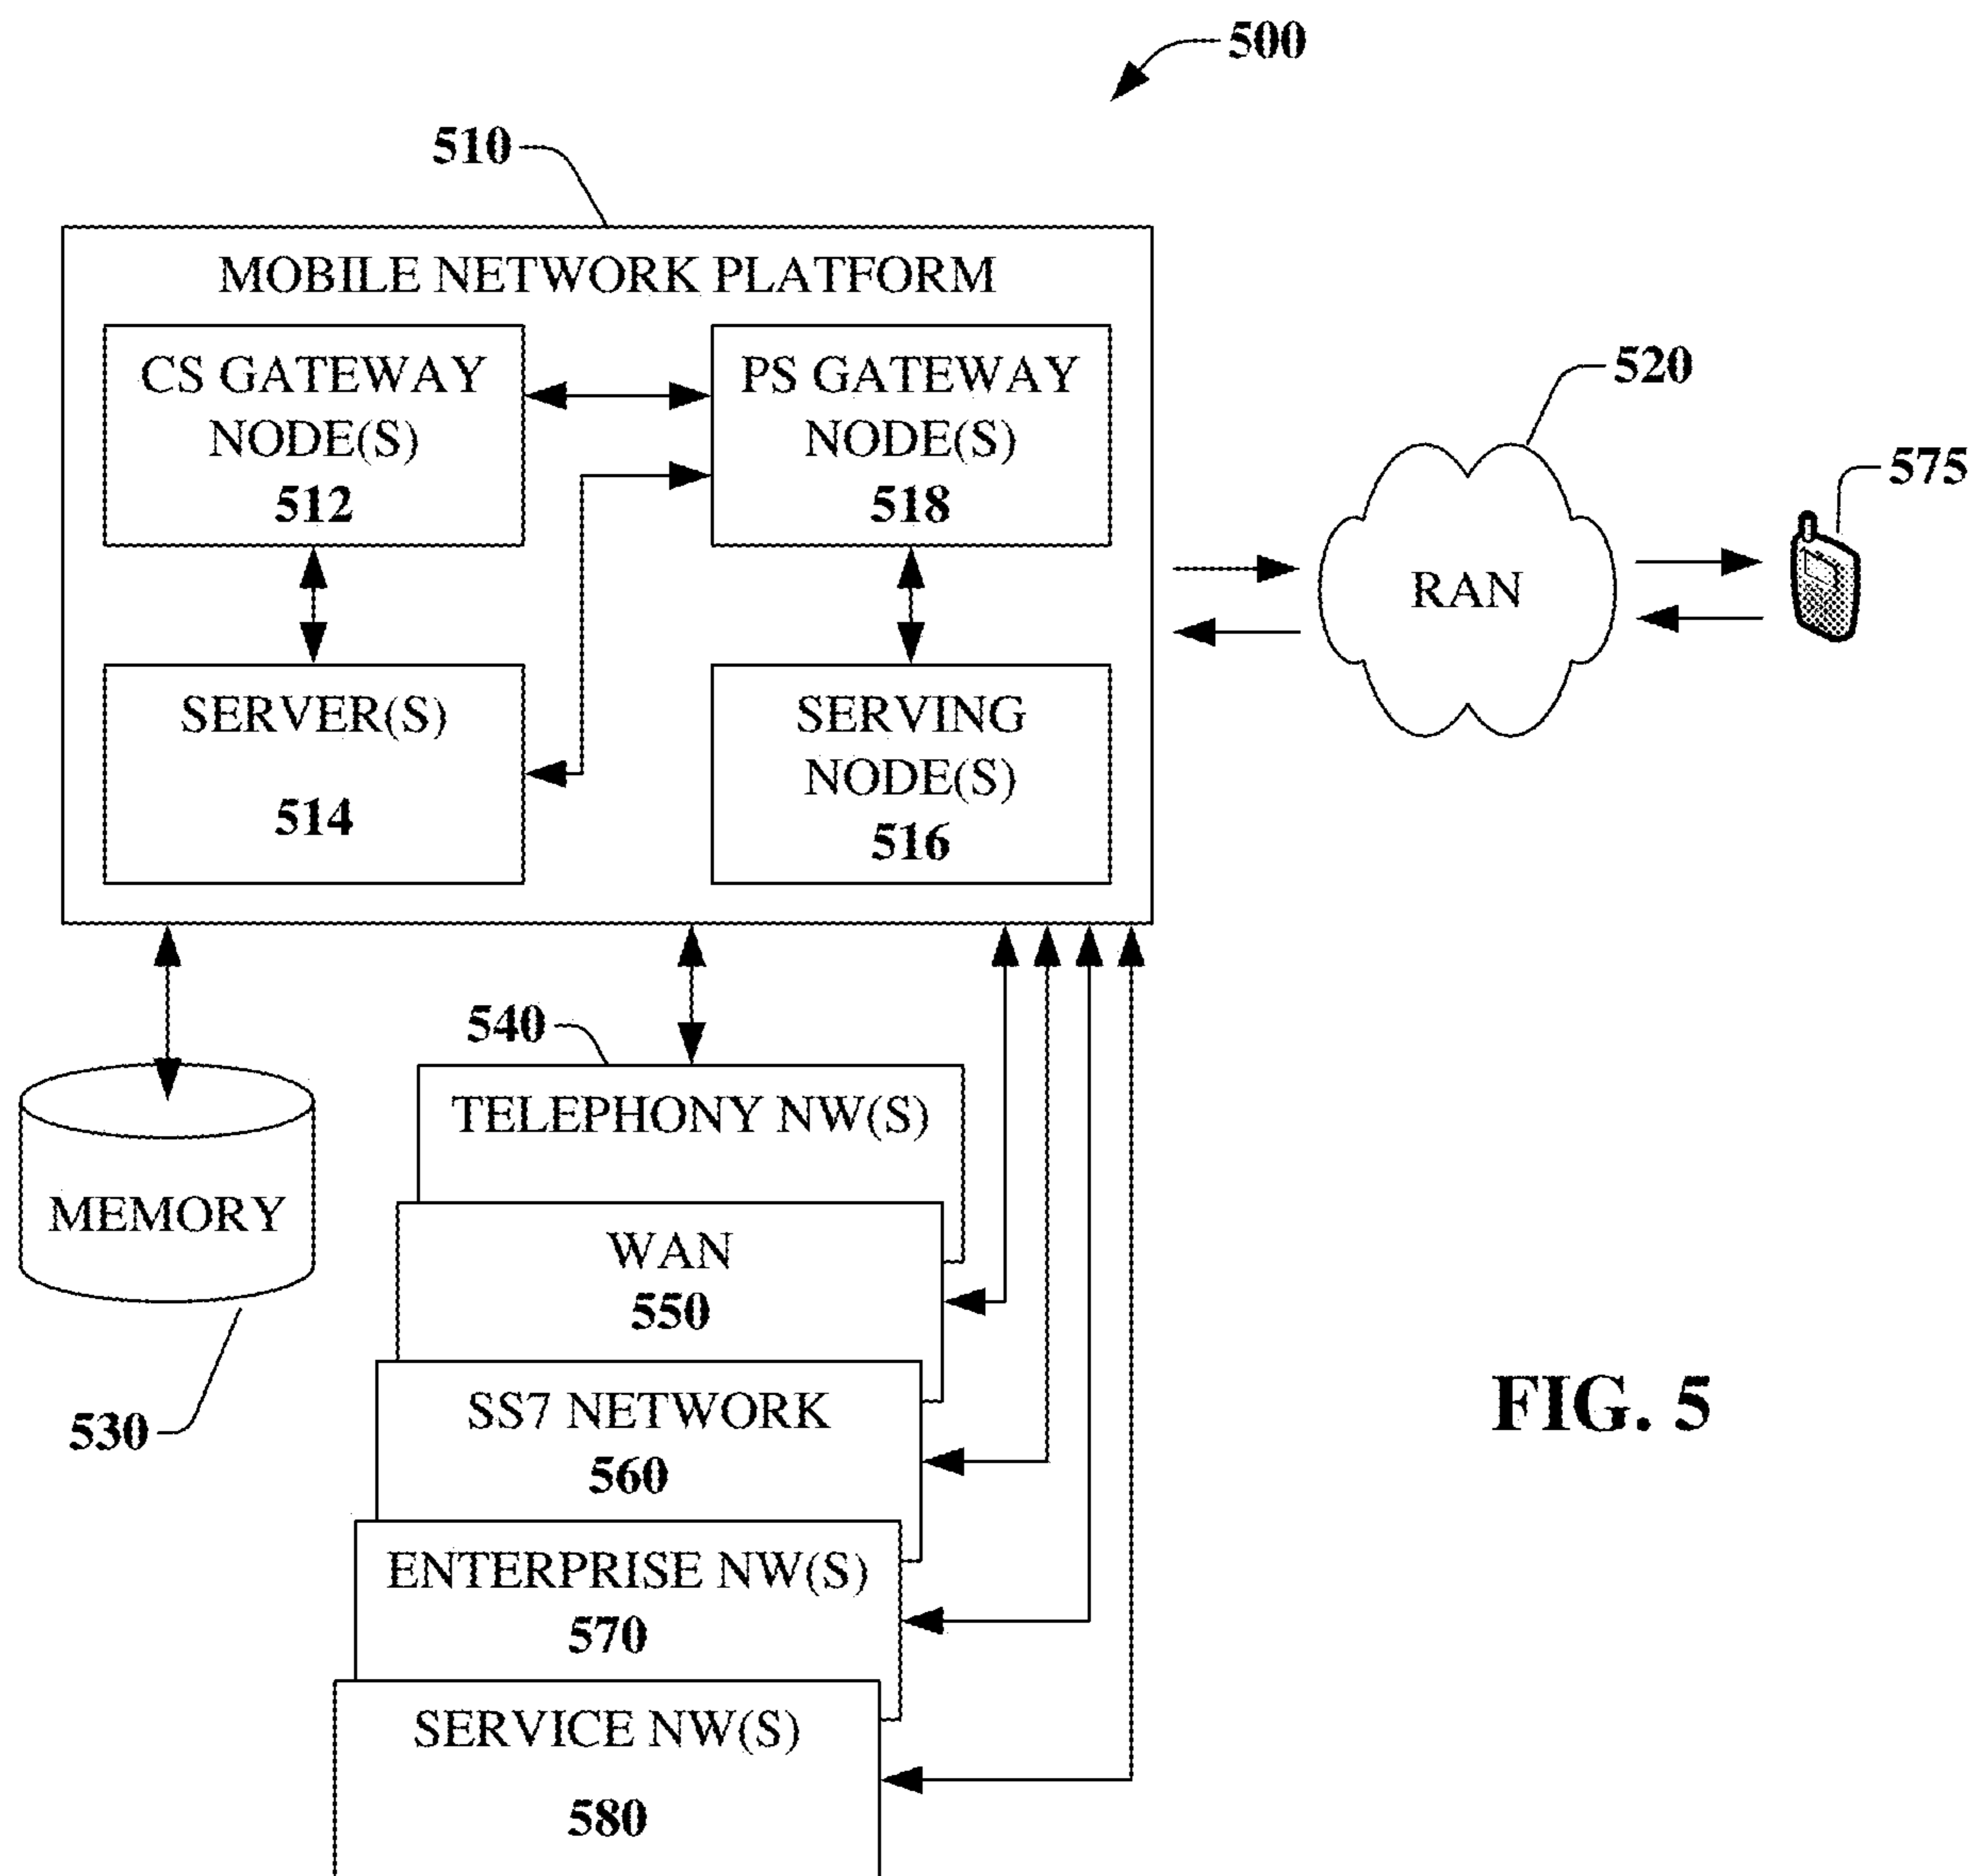 500
510
MOBILE NETWORK PLATFORM
CS GATEWAY
NODE(S)
512
PS GATEWAY
NODE(S)
518
SERVER(S)
514
SERVING
NODE(S)
516
520
RAN
575
540
TELEPHONY NW(S)
MEMORY
530
WAN
550
SS7 NETWORK
560
ENTERPRISE NW(S)
570
SERVICE NW(S)
580
FIG. 5